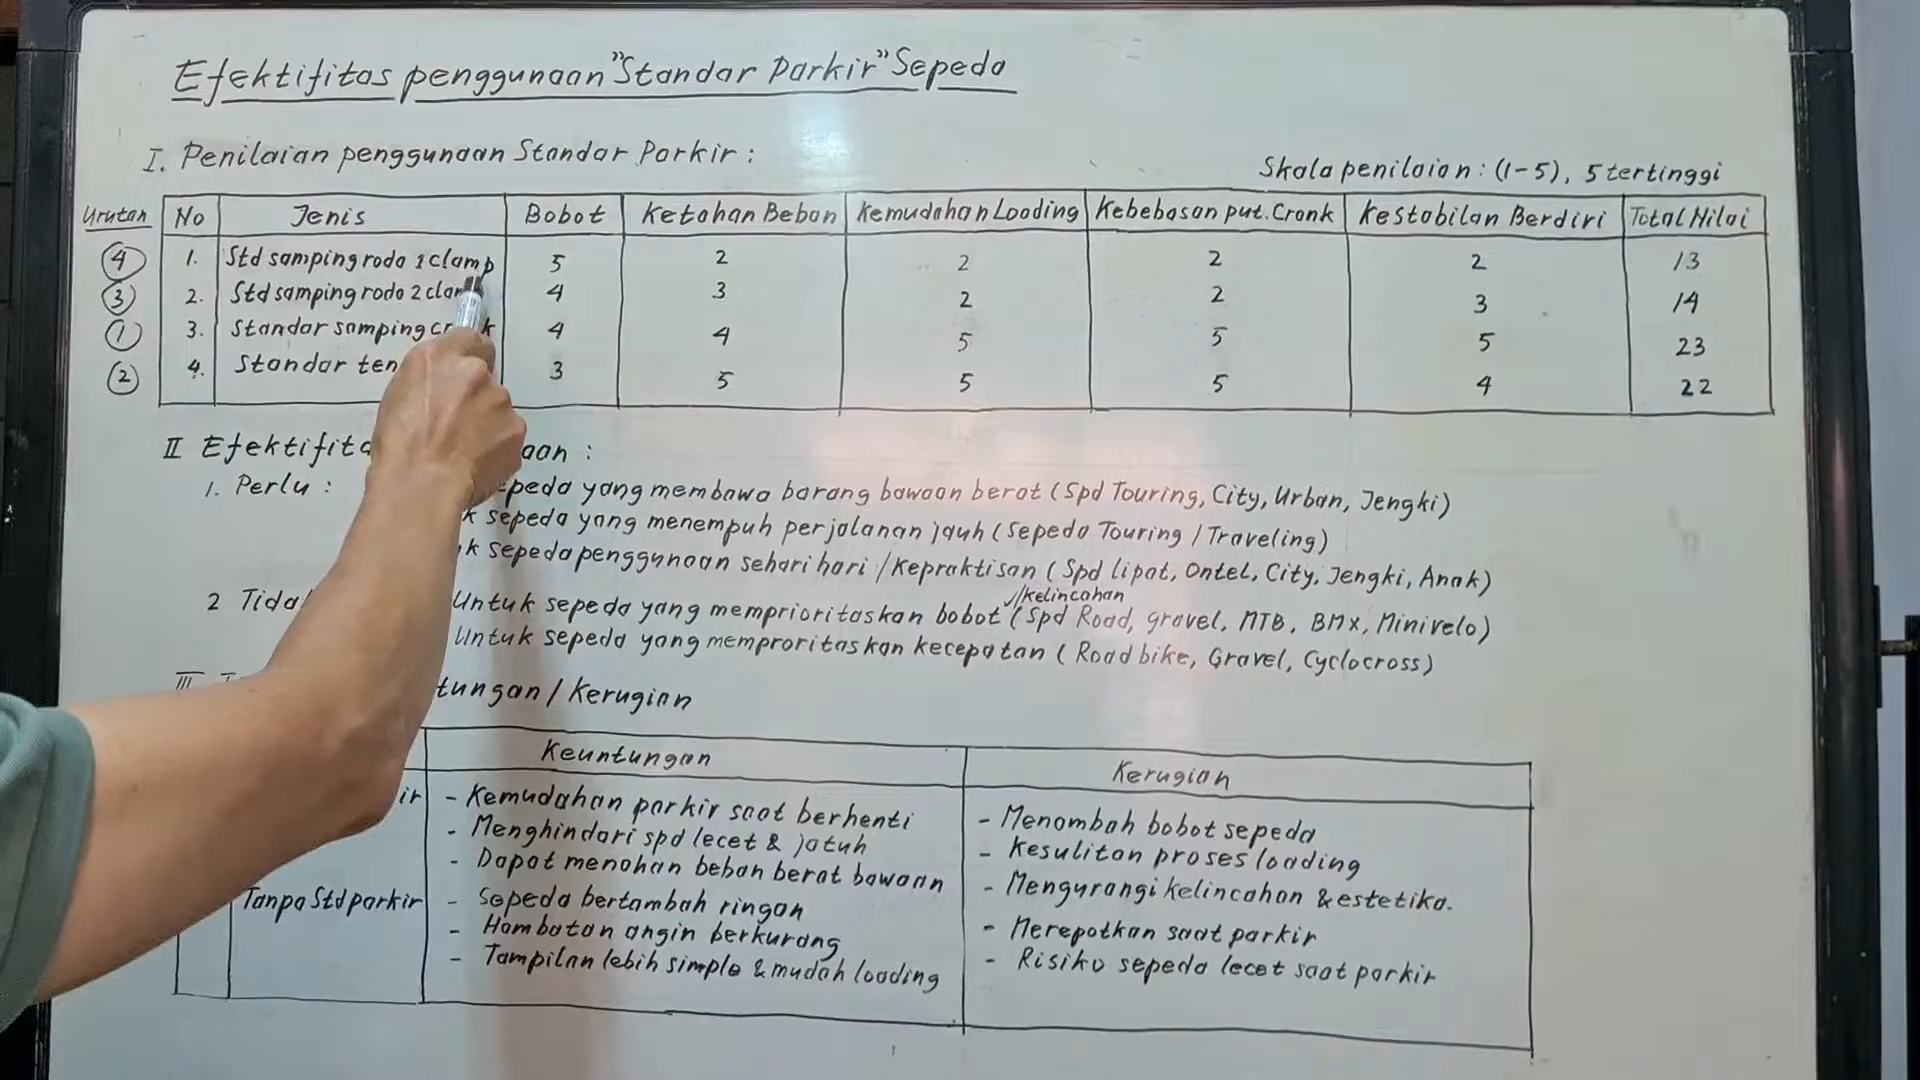 Efektifitas penggunaan "Standar Parkir" Sepeda
I. Penilaian penggunaan Standar Parkir :
Skala penilaian : (1-5), 5 tertinggi
Urutan No Jenis Bobot Ketahan Beban Kemudahan Loading Kebebasan put. Crank Kestabilan Berdiri Total Nilai
4 1. Std samping roda 1 clamp 5 2 2 2 2 13
3 2. Std samping roda 2 4 3 2 2 3 14
1 3. Standar samping 4 4 5 5 5 23
2 4. Standar 3 5 5 5 4 22
II
1. Perlu : yang membawa barang bawaan berat (Spd Touring, City, Urban, Jengki)
sepeda yang menempuh perjalanan jauh (Sepeda Touring / Traveling)
sepeda penggunaan sehari hari / Kepraktisan (Spd lipat, Ontel, City, Jengki, Anak)
/kelincahan
2 Untuk sepeda yang memprioritaskan bobot (Spd Road, gravel, MTB, BMX, Minivelo)
Untuk sepeda yang memproritaskan kecepatan (Road bike, Gravel, Cyclocross)
III / Kerugian
Keuntungan Kerugian
- Kemudahan parkir saat berhenti
- Menghindari spd lecet & jatuh
- Dapat menahan beban berat bawaan
- Menambah bobot sepeda
- Kesulitan proses loading
- Mengurangi kelincahan & estetika.
Tanpa Std parkir
- Sepeda bertambah ringan
- Hambatan angin berkurang
- Tampilan lebih simple & mudah loading
- Merepotkan saat parkir
- Risiko sepeda lecet saat parkir